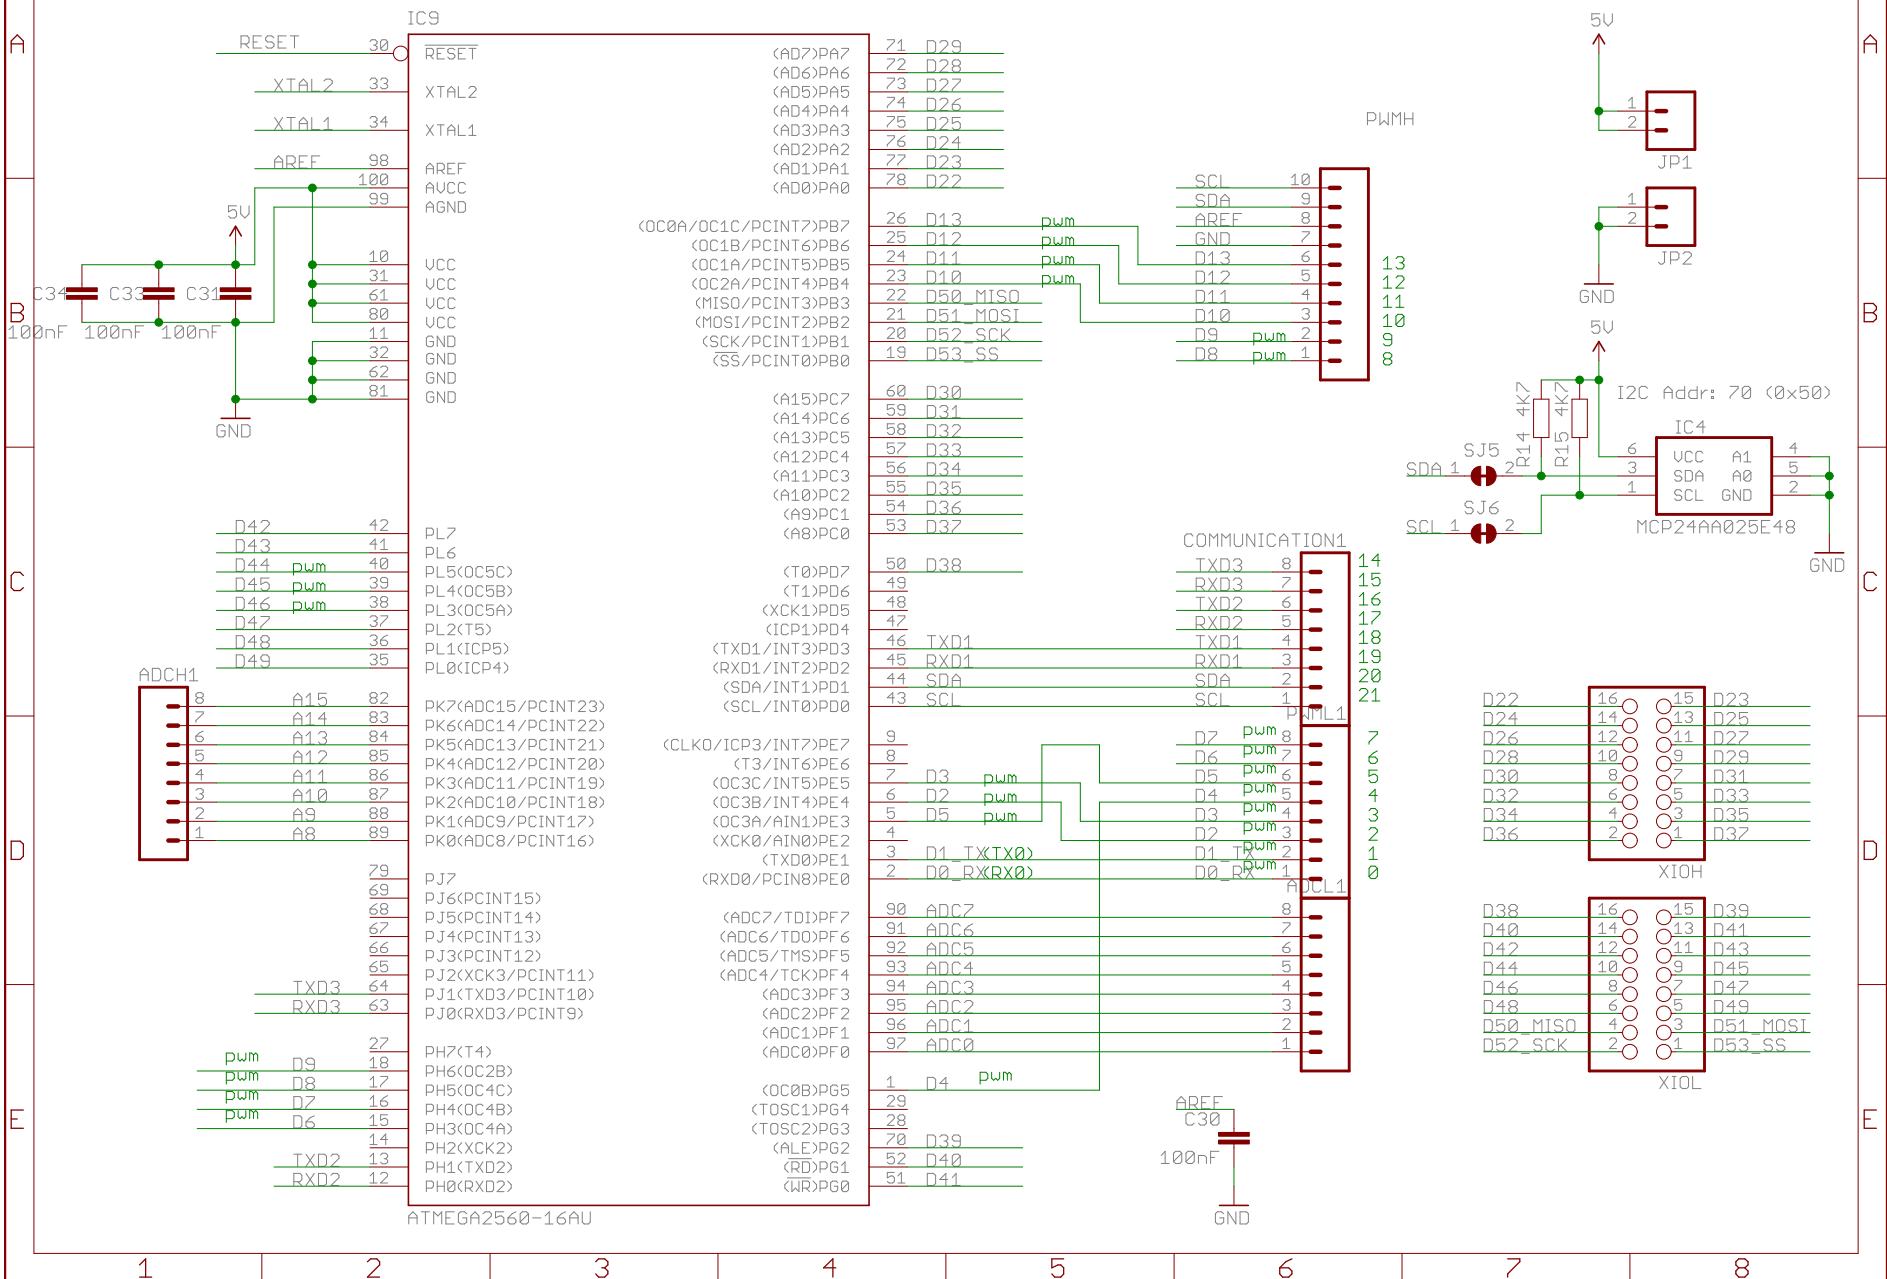 IC9
A
RESET 30 RESET
XTAL2 33 XTAL2
XTAL1 34 XTAL1
AREF 98 AREF
100 AVCC
99 AGND
10 VCC
31 VCC
61 VCC
80 VCC
11 GND
32 GND
62 GND
81 GND
5V
C34 C33 C31
100nF 100nF 100nF
GND
B
D42 42 PL7
D43 41 PL6
D44 pwm 40 PL5(OC5C)
D45 pwm 39 PL4(OC5B)
D46 pwm 38 PL3(OC5A)
D47 37 PL2(T5)
D48 36 PL1(ICP5)
D49 35 PL0(ICP4)
C
ADCH1
8 A15 82 PK7(ADC15/PCINT23)
7 A14 83 PK6(ADC14/PCINT22)
6 A13 84 PK5(ADC13/PCINT21)
5 A12 85 PK4(ADC12/PCINT20)
4 A11 86 PK3(ADC11/PCINT19)
3 A10 87 PK2(ADC10/PCINT18)
2 A9 88 PK1(ADC9/PCINT17)
1 A8 89 PK0(ADC8/PCINT16)
D
79 PJ7
69 PJ6(PCINT15)
68 PJ5(PCINT14)
67 PJ4(PCINT13)
66 PJ3(PCINT12)
65 PJ2(XCK3/PCINT11)
TXD3 64 PJ1(TXD3/PCINT10)
RXD3 63 PJ0(RXD3/PCINT9)
27 PH7(T4)
pwm D9 18 PH6(OC2B)
pwm D8 17 PH5(OC4C)
pwm D7 16 PH4(OC4B)
pwm D6 15 PH3(OC4A)
14 PH2(XCK2)
TXD2 13 PH1(TXD2)
RXD2 12 PH0(RXD2)
E
ATMEGA2560-16AU
(AD7)PA7 71 D29
(AD6)PA6 72 D28
(AD5)PA5 73 D27
(AD4)PA4 74 D26
(AD3)PA3 75 D25
(AD2)PA2 76 D24
(AD1)PA1 77 D23
(AD0)PA0 78 D22
(OC0A/OC1C/PCINT7)PB7 26 D13 pwm
(OC1B/PCINT6)PB6 25 D12 pwm
(OC1A/PCINT5)PB5 24 D11 pwm
(OC2A/PCINT4)PB4 23 D10 pwm
(MISO/PCINT3)PB3 22 D50_MISO
(MOSI/PCINT2)PB2 21 D51_MOSI
(SCK/PCINT1)PB1 20 D52_SCK
(SS/PCINT0)PB0 19 D53_SS
(A15)PC7 60 D30
(A14)PC6 59 D31
(A13)PC5 58 D32
(A12)PC4 57 D33
(A11)PC3 56 D34
(A10)PC2 55 D35
(A9)PC1 54 D36
(A8)PC0 53 D37
(T0)PD7 50 D38
(T1)PD6 49
(XCK1)PD5 48
(ICP1)PD4 47
(TXD1/INT3)PD3 46 TXD1
(RXD1/INT2)PD2 45 RXD1
(SDA/INT1)PD1 44 SDA
(SCL/INT0)PD0 43 SCL
(CLKO/ICP3/INT7)PE7 9
(T3/INT6)PE6 8
(OC3C/INT5)PE5 7 D3 pwm
(OC3B/INT4)PE4 6 D2 pwm
(OC3A/AIN1)PE3 5 D5 pwm
(XCK0/AIN0)PE2 4
(TXD0)PE1 3 D1_TX(TX0)
(RXD0/PCIN8)PE0 2 D0_RX(RX0)
(ADC7/TDI)PF7 90 ADC7
(ADC6/TDO)PF6 91 ADC6
(ADC5/TMS)PF5 92 ADC5
(ADC4/TCK)PF4 93 ADC4
(ADC3)PF3 94 ADC3
(ADC2)PF2 95 ADC2
(ADC1)PF1 96 ADC1
(ADC0)PF0 97 ADC0
(OC0B)PG5 1 D4 pwm
(TOSC1)PG4 29
(TOSC2)PG3 28
(ALE)PG2 70 D39
(RD)PG1 52 D40
(WR)PG0 51 D41
PWMH
SCL 10
SDA 9
AREF 8
GND 7
D13 6 13
D12 5 12
D11 4 11
D10 3 10
D9 pwm 2 9
D8 pwm 1 8
COMMUNICATION1
TXD3 8 14
RXD3 7 15
TXD2 6 16
RXD2 5 17
TXD1 4 18
RXD1 3 19
SDA 2 20
SCL 1 21
PWML1
D7 pwm 8 7
D6 pwm 7 6
D5 pwm 6 5
D4 pwm 5 4
D3 pwm 4 3
D2 pwm 3 2
D1_TX pwm 2 1
D0_RX pwm 1 0
ADCL1
8
7
6
5
4
3
2
1
AREF
C30
100nF
GND
5V
1
2
JP1
1
2
JP2
GND
5V
R14 4K7
R15 4K7
I2C Addr: 70 (0x50)
IC4
6 VCC A1 4
3 SDA A0 5
1 SCL GND 2
MCP24AA025E48
SDA 1 SJ5 2
SCL 1 SJ6 2
GND
D22 16 15 D23
D24 14 13 D25
D26 12 11 D27
D28 10 9 D29
D30 8 7 D31
D32 6 5 D33
D34 4 3 D35
D36 2 1 D37
XIOH
D38 16 15 D39
D40 14 13 D41
D42 12 11 D43
D44 10 9 D45
D46 8 7 D47
D48 6 5 D49
D50_MISO 4 3 D51_MOSI
D52_SCK 2 1 D53_SS
XIOL
A
B
C
D
E
1 2 3 4 5 6 7 8